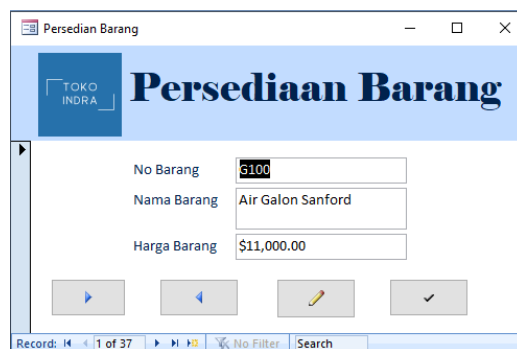 Persedian Barang
TOKO
INDRA
Persediaan Barang
No Barang G100
Nama Barang Air Galon Sanford
Harga Barang $11,000.00
Record: 1 of 37 No Filter Search